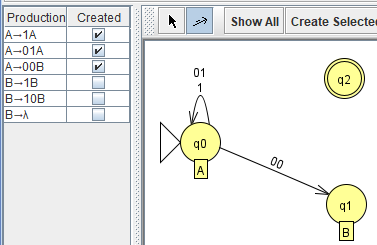 Production Created
A→1A
A→01A
A→00B
B→1B
B→10B
B→λ
Show All Create Selected
01
1
q2
q0
A
00
q1
B